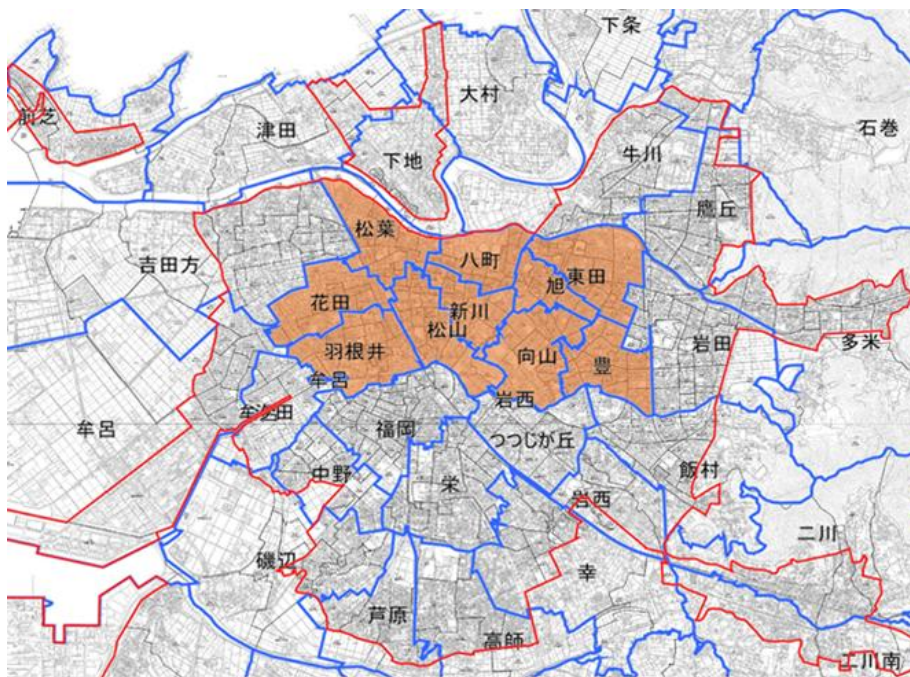 下条
大村
前芝
津田
石巻
下地
牛川
鷹丘
松葉
吉田方
八町
旭
東田
花田
新川
松山
岩田
多米
羽根井
向山
豊
牟呂
岩西
牟呂
福岡
つつじが丘
中野
栄
岩西
飯村
二川
磯辺
幸
芦原
高師
二川南